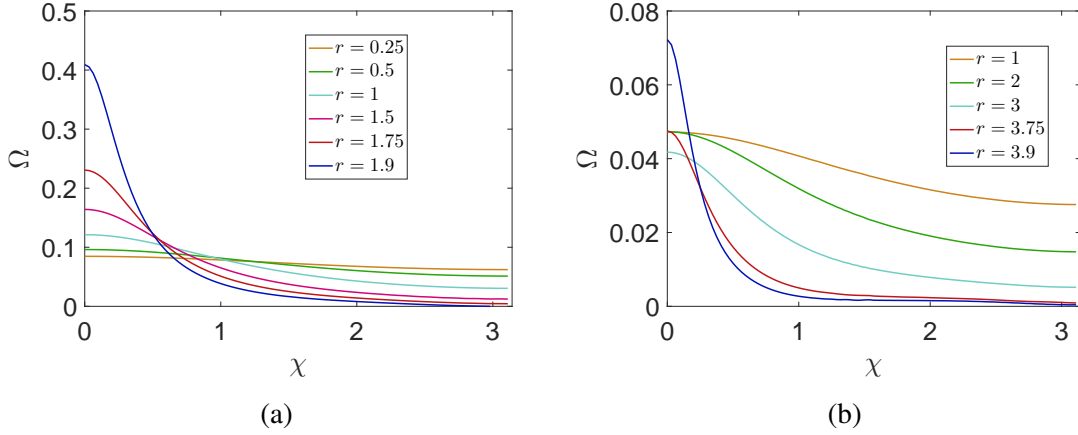 0.5
0.4
0.3
0.2
0.1
0
Ω
r = 0.25
r = 0.5
r = 1
r = 1.5
r = 1.75
r = 1.9
0 1 2 3
χ
(a)
0.08
0.06
0.04
0.02
0
Ω
r = 1
r = 2
r = 3
r = 3.75
r = 3.9
0 1 2 3
χ
(b)